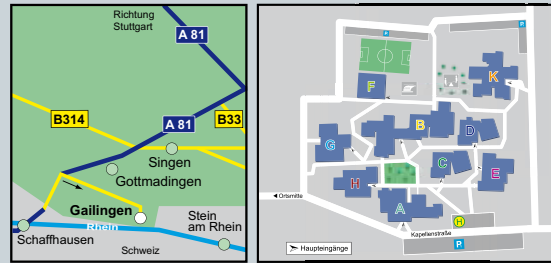 Richtung
Stuttgart
A 81
B314
A 81
B33
Singen
Gottmadingen
Gailingen
Rhein
Stein
am Rhein
Schaffhausen
Schweiz
P
P
F
K
B
D
G
C
E
H
A
Ortsmitte
H
Kapellenstraße
P
Haupteingänge